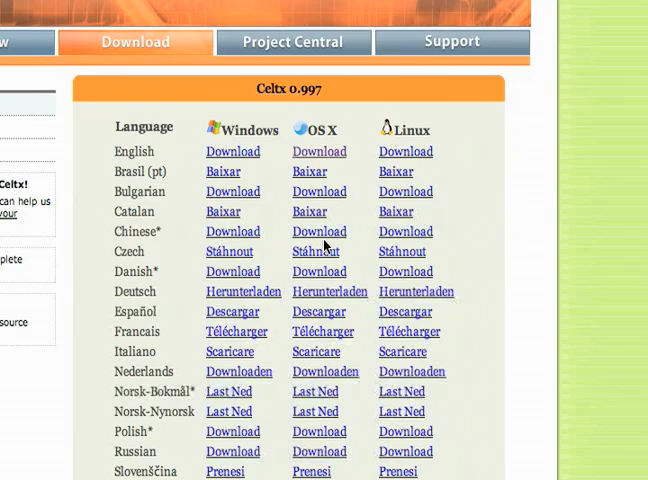 w
Download
Project Central
Support
Celtx 0.997
Language Windows OS X Linux
English Download Download Download
Brasil (pt) Baixar Baixar Baixar
Bulgarian Download Download Download
Catalan Baixar Baixar Baixar
Chinese* Download Download Download
Czech Stáhnout Stáhnout Stáhnout
Danish* Download Download Download
Deutsch Herunterladen Herunterladen Herunterladen
Español Descargar Descargar Descargar
Francais Télécharger Télécharger Télécharger
Italiano Scaricare Scaricare Scaricare
Nederlands Downloaden Downloaden Downloaden
Norsk-Bokmål* Last Ned Last Ned Last Ned
Norsk-Nynorsk Last Ned Last Ned Last Ned
Polish* Download Download Download
Russian Download Download Download
Slovenščina Prenesi Prenesi Prenesi
Celtx!
can help us
your
plete
source